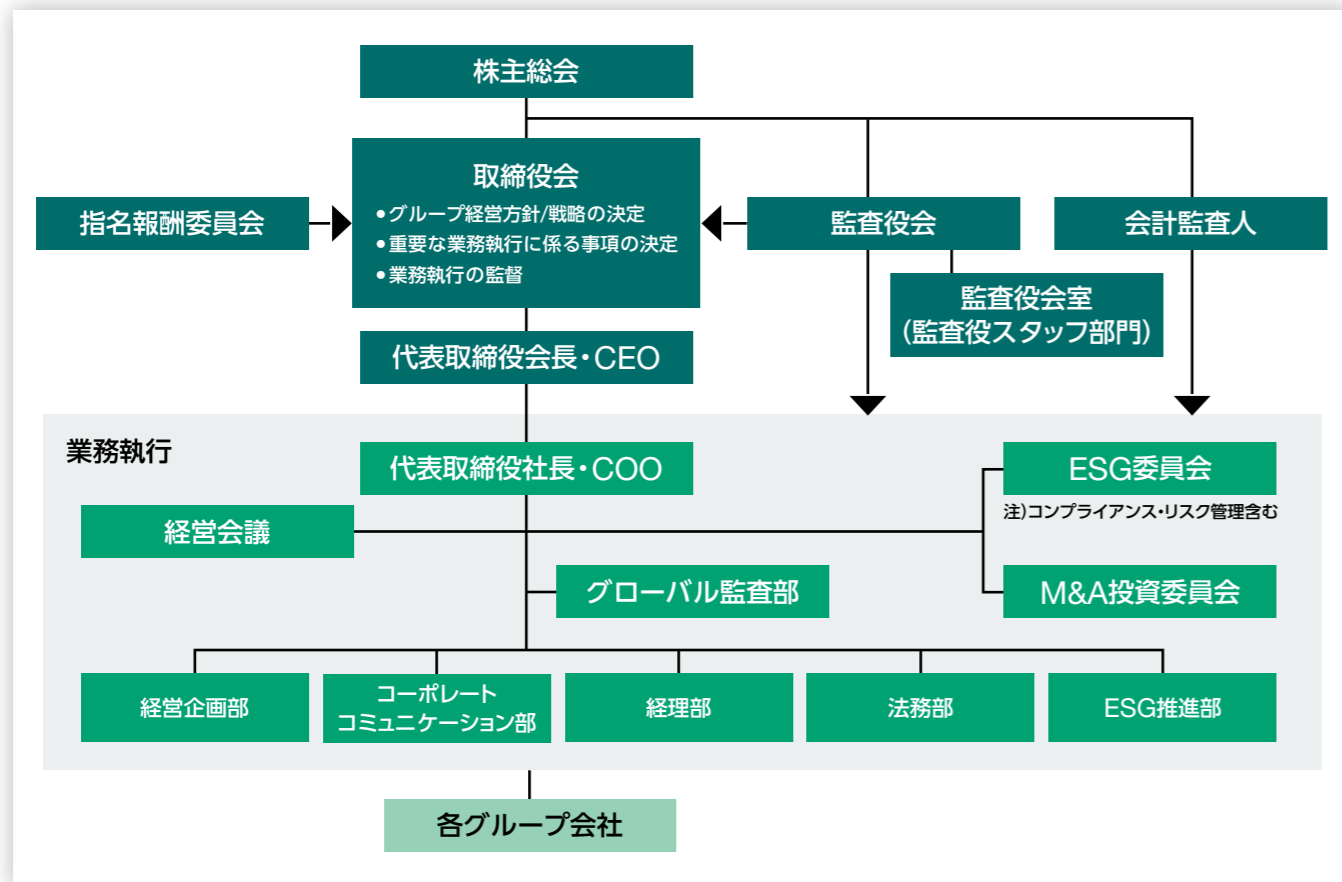 株主総会
取締役会
●グループ経営方針/戦略の決定
●重要な業務執行に係る事項の決定
●業務執行の監督
指名報酬委員会
監査役会
会計監査人
監査役会室
(監査役スタッフ部門)
代表取締役会長・CEO
業務執行
代表取締役社長・COO
ESG委員会
注)コンプライアンス・リスク管理含む
経営会議
グローバル監査部
M&A投資委員会
経営企画部
コーポレート
コミュニケーション部
経理部
法務部
ESG推進部
各グループ会社